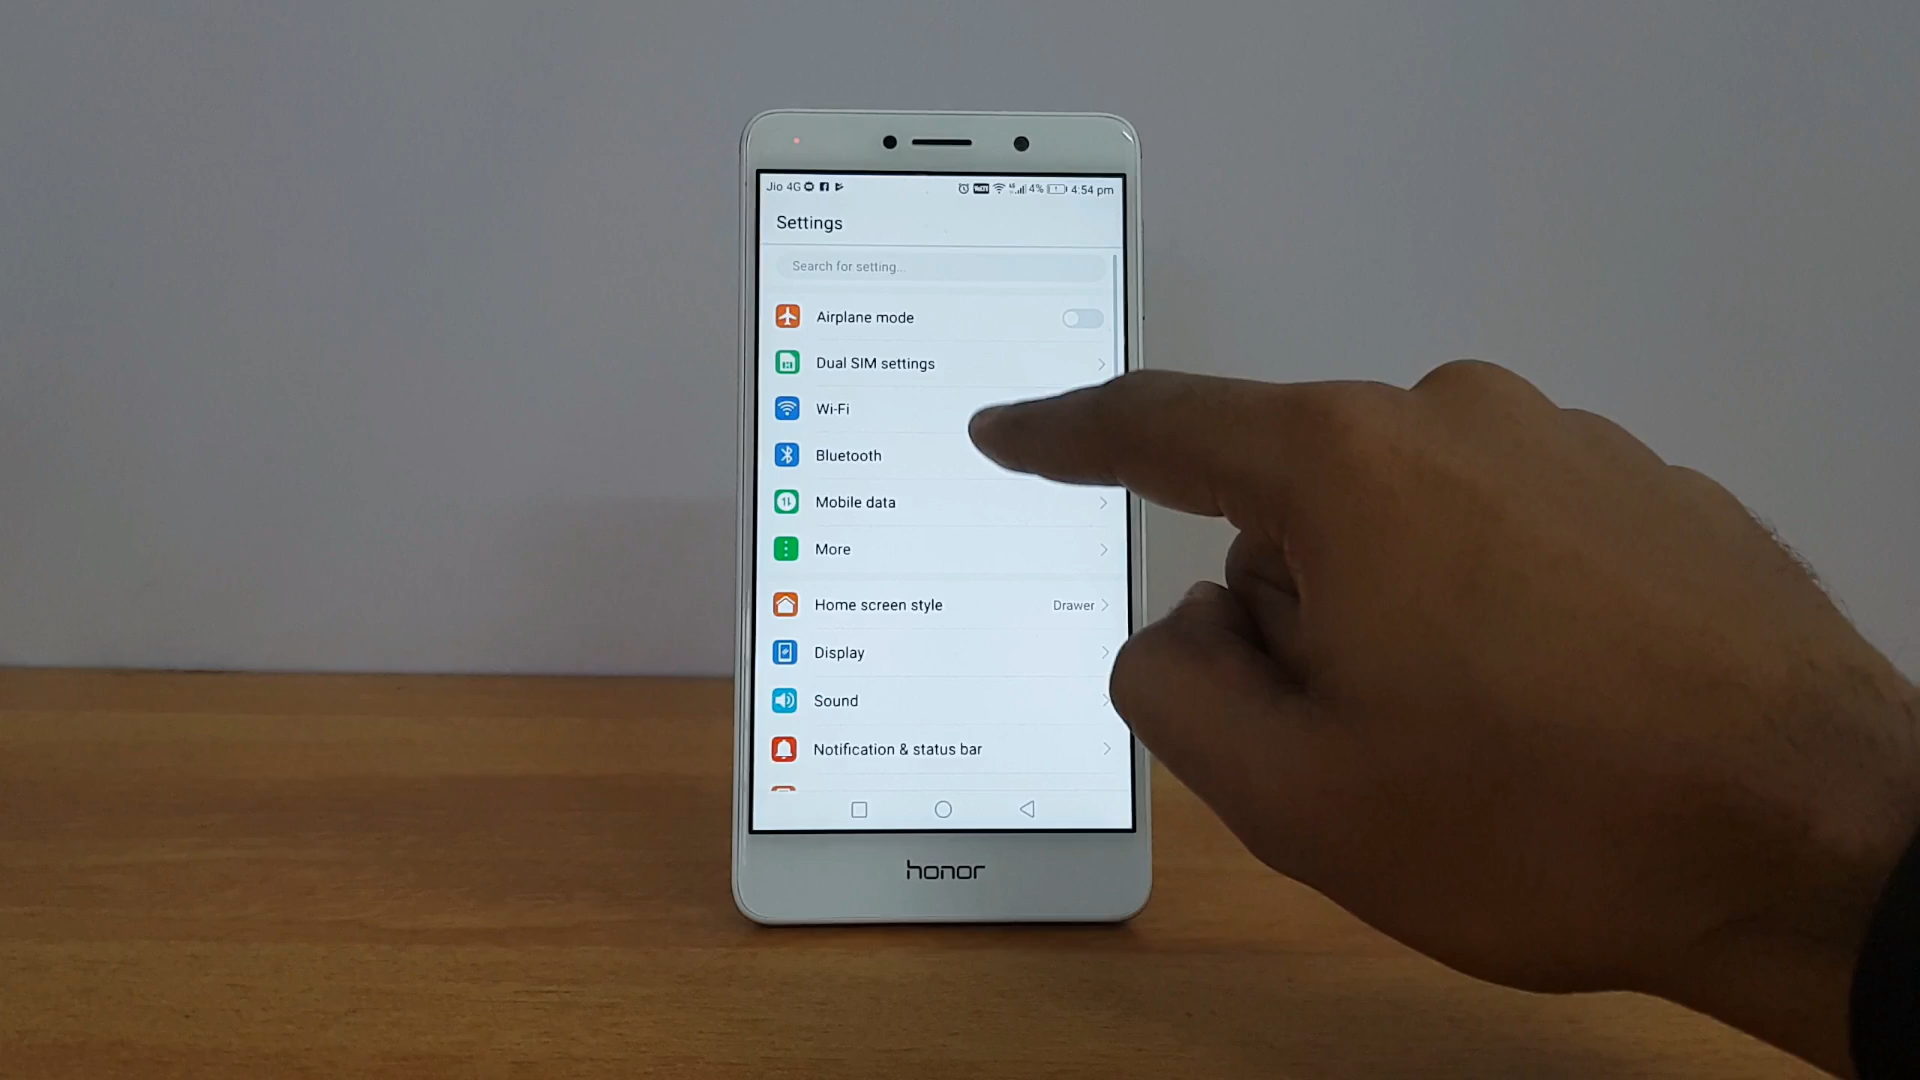 Jio 4G 4% 4:54 pm
Settings
Search for setting...
Airplane mode
Dual SIM settings
Wi-Fi
Bluetooth
Mobile data
More
Home screen style Drawer
Display
Sound
Notification & status bar
honor